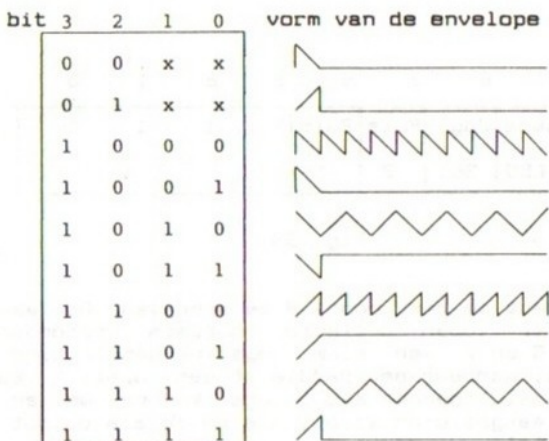 bit 3 2 1 0 vorm van de envelope
0 0 x x
0 1 x x
1 0 0 0
1 0 0 1
1 0 1 0
1 0 1 1
1 1 0 0
1 1 0 1
1 1 1 0
1 1 1 1